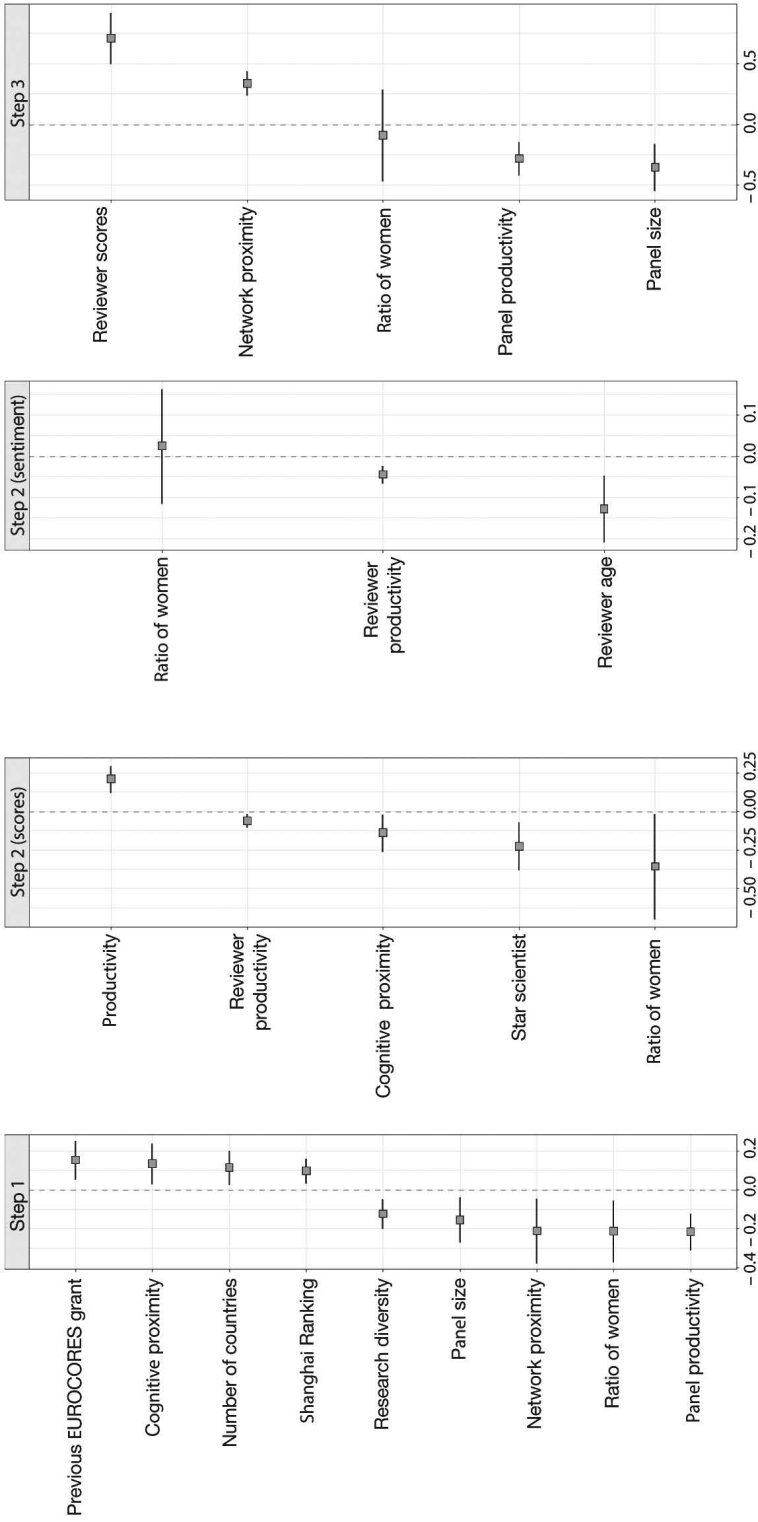 Step 1
Previous EUROCORES grant
Cognitive proximity
Number of countries
Shanghai Ranking
Research diversity
Panel size
Network proximity
Ratio of women
Panel productivity
− 0.4
− 0.2
0.0
0.2
Step 2 (scores)
Productivity
Reviewer
productivity
Cognitive proximity
Star scientist
Ratio of women
− 0.50
− 0.25
0.00
0.25
Step 2 (sentiment)
Ratio of women
Reviewer
productivity
Reviewer age
− 0.2
− 0.1
0.0
0.1
Step 3
Reviewer scores
Network proximity
Ratio of women
Panel productivity
Panel size
− 0.5
0.0
0.5